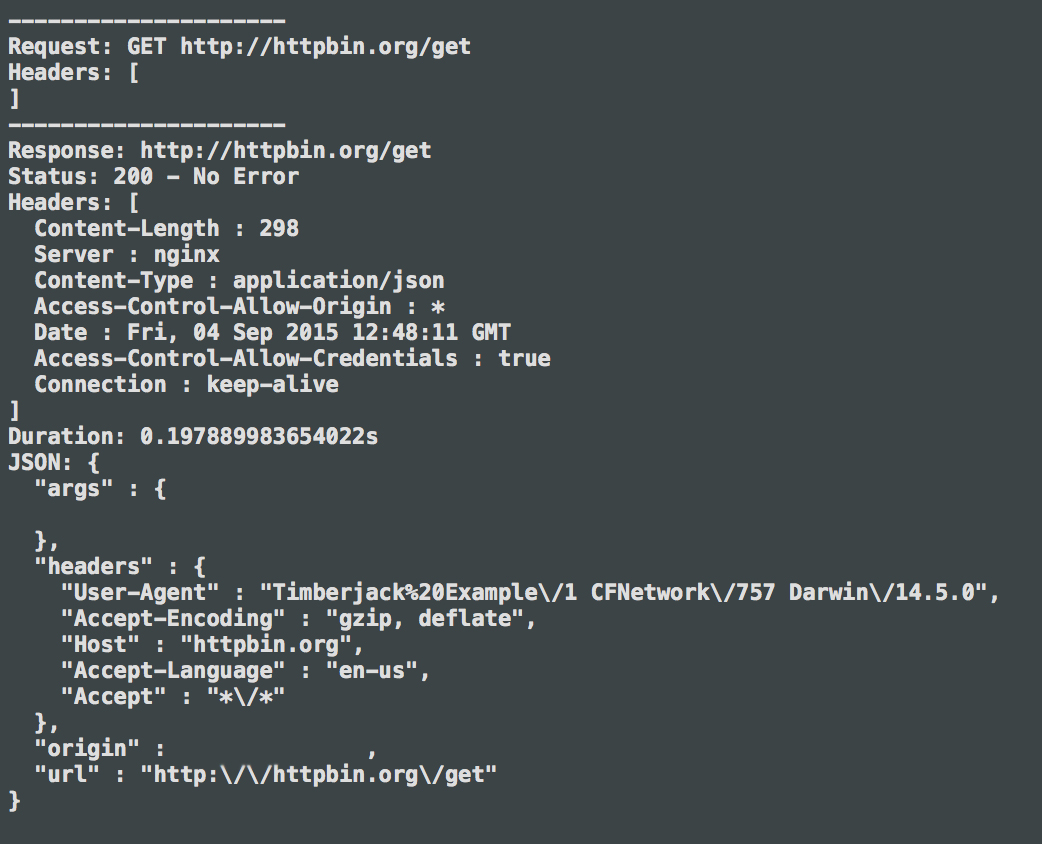 ---------------------
Request: GET http://httpbin.org/get
Headers: [
]
---------------------
Response: http://httpbin.org/get
Status: 200 - No Error
Headers: [
  Content-Length : 298
  Server : nginx
  Content-Type : application/json
  Access-Control-Allow-Origin : *
  Date : Fri, 04 Sep 2015 12:48:11 GMT
  Access-Control-Allow-Credentials : true
  Connection : keep-alive
]
Duration: 0.197889983654022s
JSON: {
  "args" : {

  },
  "headers" : {
    "User-Agent" : "Timberjack%20Example\/1 CFNetwork\/757 Darwin\/14.5.0",
    "Accept-Encoding" : "gzip, deflate",
    "Host" : "httpbin.org",
    "Accept-Language" : "en-us",
    "Accept" : "*\/*"
  },
  "origin" :               ,
  "url" : "http:\/\/httpbin.org\/get"
}